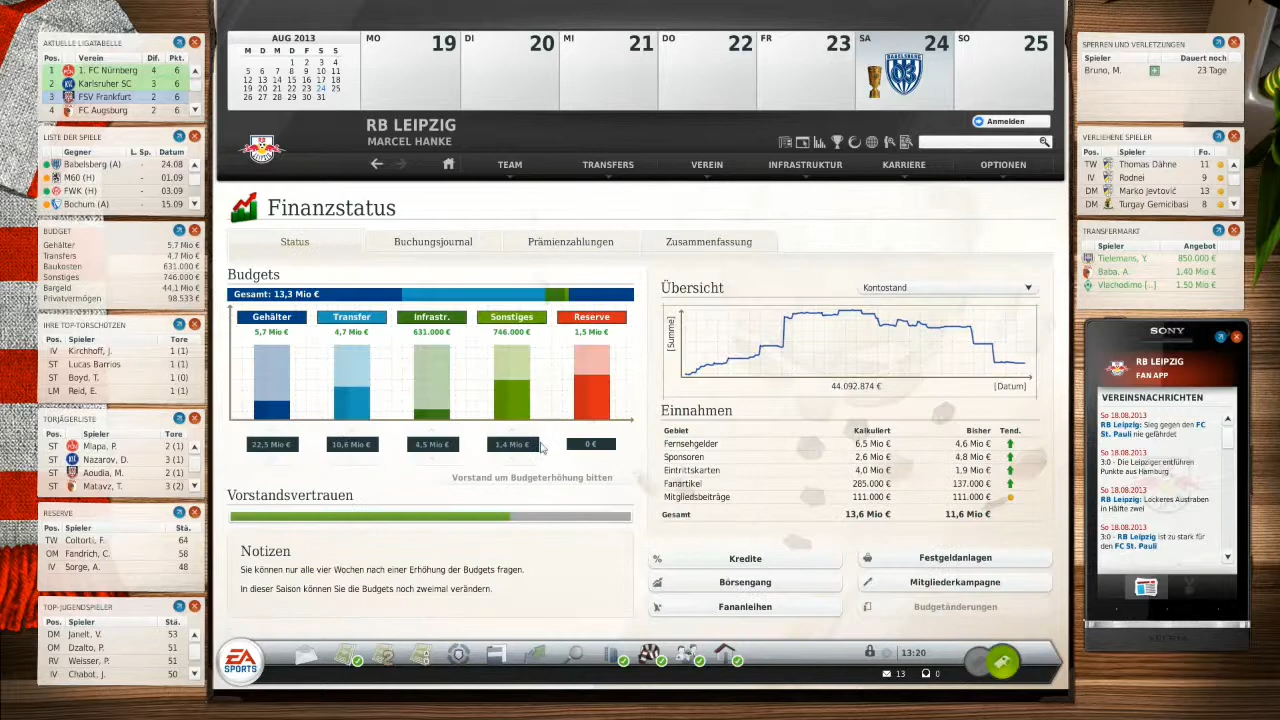 AKTUELLE LIGATABELLE
Pos. Verein Dif. Pkt.
1 1. FC Nürnberg 4 6
2 Karlsruher SC 3 6
3 FSV Frankfurt 2 6
4 FC Augsburg 2 6
LISTE DER SPIELE
Gegner L. Sp. Datum
Babelsberg (A) - 24.08
M60 (H) - 01.09
FWK (H) - 03.09
Bochum (A) - 15.09
BUDGET
Gehälter 5,7 Mio €
Transfers 4,7 Mio €
Baukosten 631.000 €
Sonstiges 746.000 €
Bargeld 44,1 Mio €
Privatvermögen 98.533 €
IHRE TOP-TORSCHÜTZEN
Pos. Spieler Tore
IV Kirchhoff, J. 1 (1)
ST Lucas Barrios 1 (1)
ST Boyd, T. 1 (0)
LM Reid, E. 1 (1)
TORJÄGERLISTE
Pos. Spieler Tore
ST Mlapa, P. 2 (1)
ST Nazarov, D. 3 (1)
ST Aoudia, M. 3 (1)
ST Matavz, T. 3 (2)
RESERVE
Pos. Spieler Stä.
TW Coltorti, F. 64
OM Fandrich, C. 58
IV Sorge, A. 48
TOP-JUGENDSPIELER
Pos. Spieler Stä.
DM Janelt, V. 53
OM Dzalto, P. 51
RV Weisser, P. 51
IV Chabot, J. 50
AUG 2013
M D M D F S S
1 2 3 4
5 6 7 8 9 10 11
12 13 14 15 16 17 18
19 20 21 22 23 24 25
26 27 28 29 30 31
MO 19
DI 20
MI 21
DO 22
FR 23
SA 24
SO 25
BABELSBERG
RB LEIPZIG
MARCEL HANKE
Anmelden
TEAM TRANSFERS VEREIN INFRASTRUKTUR KARRIERE OPTIONEN
Finanzstatus
Status Buchungsjournal Prämienzahlungen Zusammenfassung
Budgets
Gesamt: 13,3 Mio €
Gehälter Transfer Infrastr. Sonstiges Reserve
5,7 Mio € 4,7 Mio € 631.000 € 746.000 € 1,5 Mio €
22,5 Mio € 10,6 Mio € 4,5 Mio € 1,4 Mio € 0 €
Vorstand um Budgeterhöhung bitten
Vorstandsvertrauen
Notizen
Sie können nur alle vier Wochen nach einer Erhöhung der Budgets fragen.
In dieser Saison können Sie die Budgets noch zweimal verändern.
Übersicht
Kontostand
[Summe]
44.092.874 €
[Datum]
Einnahmen
Gebiet Kalkuliert Bisher Tend.
Fernsehgelder 6,5 Mio € 4,6 Mio €
Sponsoren 2,6 Mio € 4,8 Mio €
Eintrittskarten 4,0 Mio € 1,9 Mio €
Fanartikel 285.000 € 137.000 €
Mitgliedsbeiträge 111.000 € 111.000 €
Gesamt 13,6 Mio € 11,6 Mio €
Kredite
Festgeldanlagen
Börsengang
Mitgliederkampagne
Fananleihen
Budgetänderungen
EA SPORTS
13:20
13 0
SPERREN UND VERLETZUNGEN
Spieler Dauert noch
Bruno, M. 23 Tage
VERLIEHENE SPIELER
Pos. Spieler Fo.
TW Thomas Dähne 11
IV Rodnei 9
DM Marko Jevtović 13
DM Turgay Gemicibasi 8
TRANSFERMARKT
Spieler Angebot
Tielemans, Y. 850.000 €
Baba, A. 1.40 Mio €
Vlachodimo [..] 1.50 Mio €
SONY
RB LEIPZIG
FAN APP
VEREINSNACHRICHTEN
So 18.08.2013
RB Leipzig: Sieg gegen den FC
St. Pauli nie gefährdet
So 18.08.2013
3:0 - Die Leipziger entführen
Punkte aus Hamburg
So 18.08.2013
RB Leipzig: Lockeres Austraben
in Hälfte zwei
So 18.08.2013
3:0 - RB Leipzig ist zu stark für
den FC St. Pauli